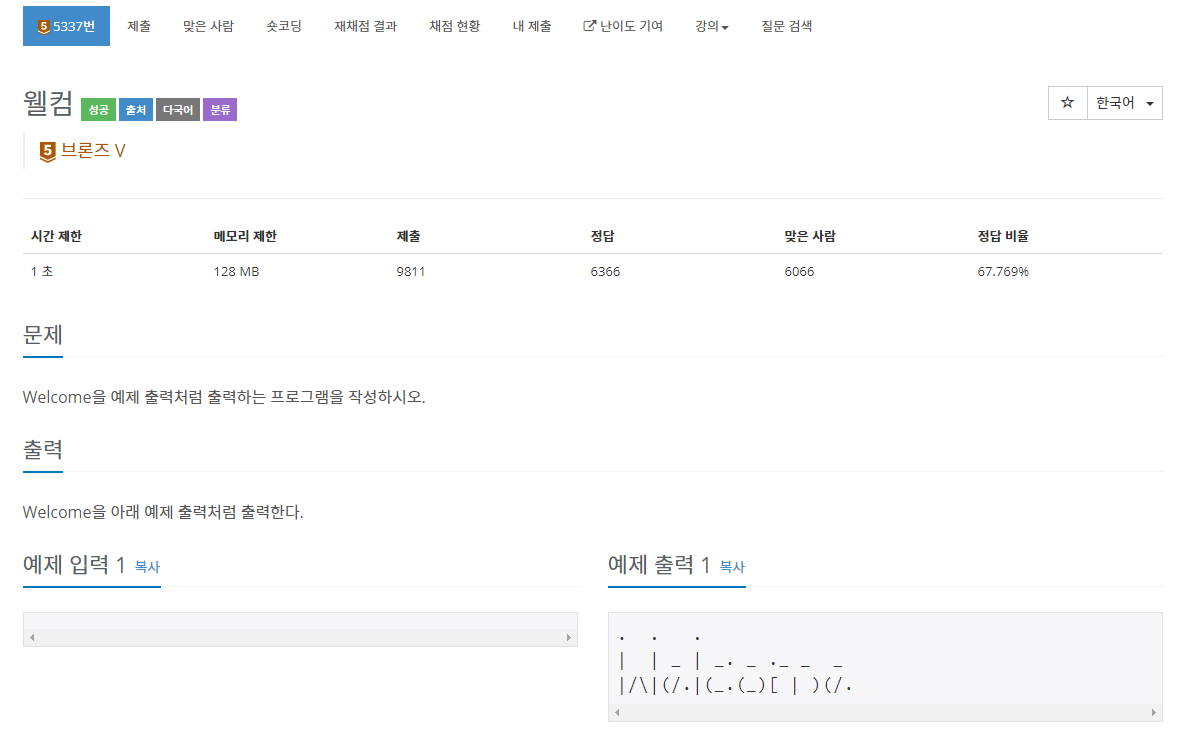 5 5337번 제출 맞은 사람 숏코딩 재채점 결과 채점 현황 내 제출 난이도 기여 강의 질문 검색
웰컴 성공 출처 다국어 분류 ☆ 한국어
5 브론즈 V
시간 제한 메모리 제한 제출 정답 맞은 사람 정답 비율
1 초 128 MB 9811 6366 6066 67.769%
문제
Welcome을 예제 출력처럼 출력하는 프로그램을 작성하시오.
출력
Welcome을 아래 예제 출력처럼 출력한다.
예제 입력 1 복사
예제 출력 1 복사
.  .   .
|  | _ | _. _ ._ _  _
|/\|(/.|(_.(_)[ | )(/.